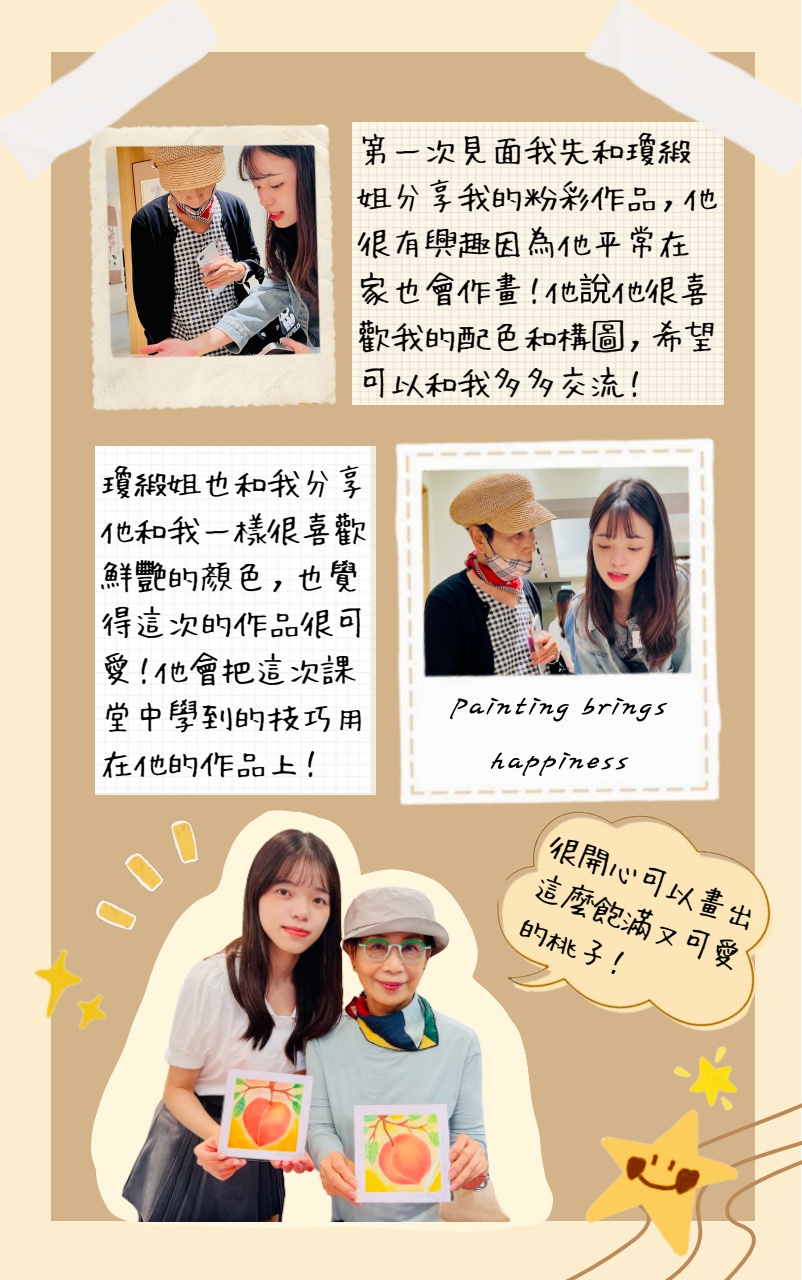 第一次見面我先和瓊緞
姐分享我的粉彩作品，他
很有興趣因為他平常在
家也會作畫！他說他很喜
歡我的配色和構圖，希望
可以和我多多交流！
瓊緞姐也和我分享
他和我一樣很喜歡
鮮艷的顏色，也覺
得這次的作品很可
愛！他會把這次課
堂中學到的技巧用
在他的作品上！
Painting brings
happiness
很開心可以畫出
這麼飽滿又可愛
的桃子！